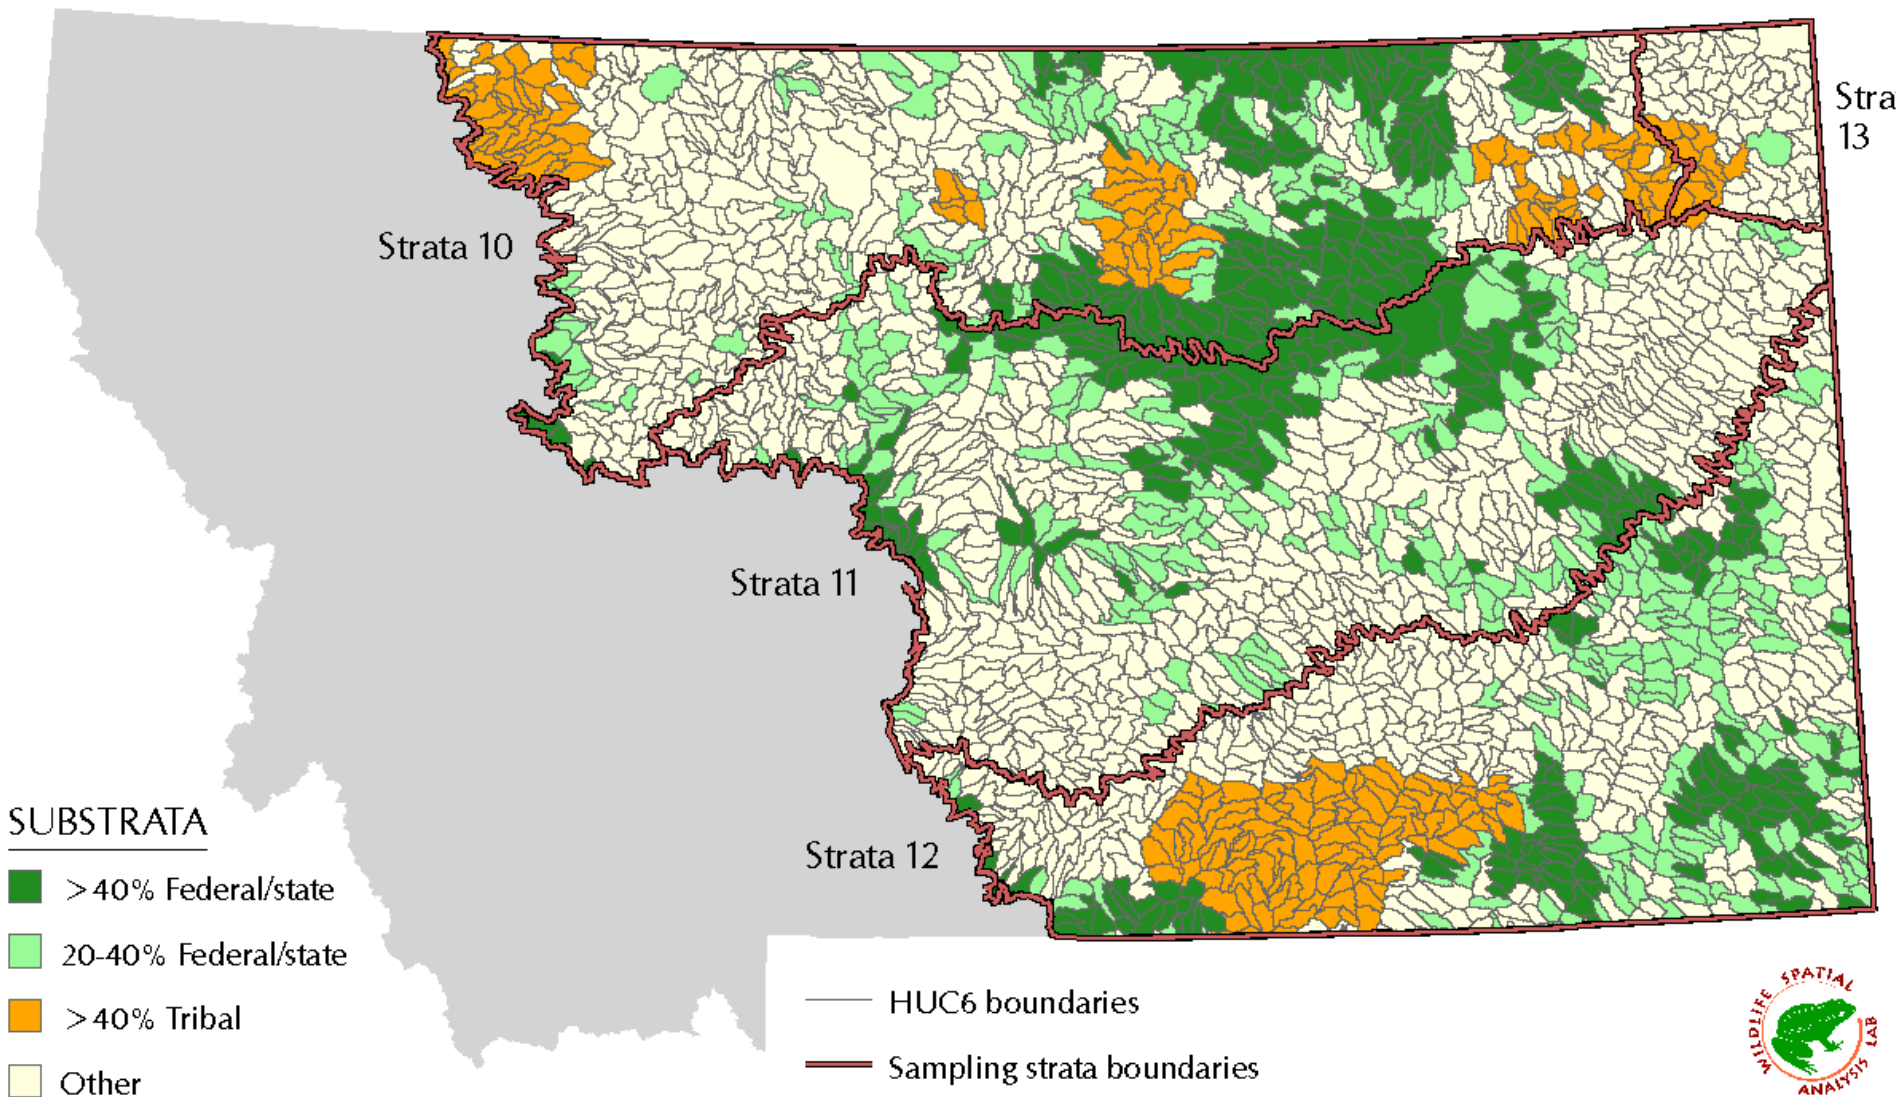 Stra
13
Strata 10
Strata 11
Strata 12
SUBSTRATA
>40% Federal/state
20-40% Federal/state
>40% Tribal
Other
HUC6 boundaries
Sampling strata boundaries
WILDLIFE SPATIAL ANALYSIS LAB